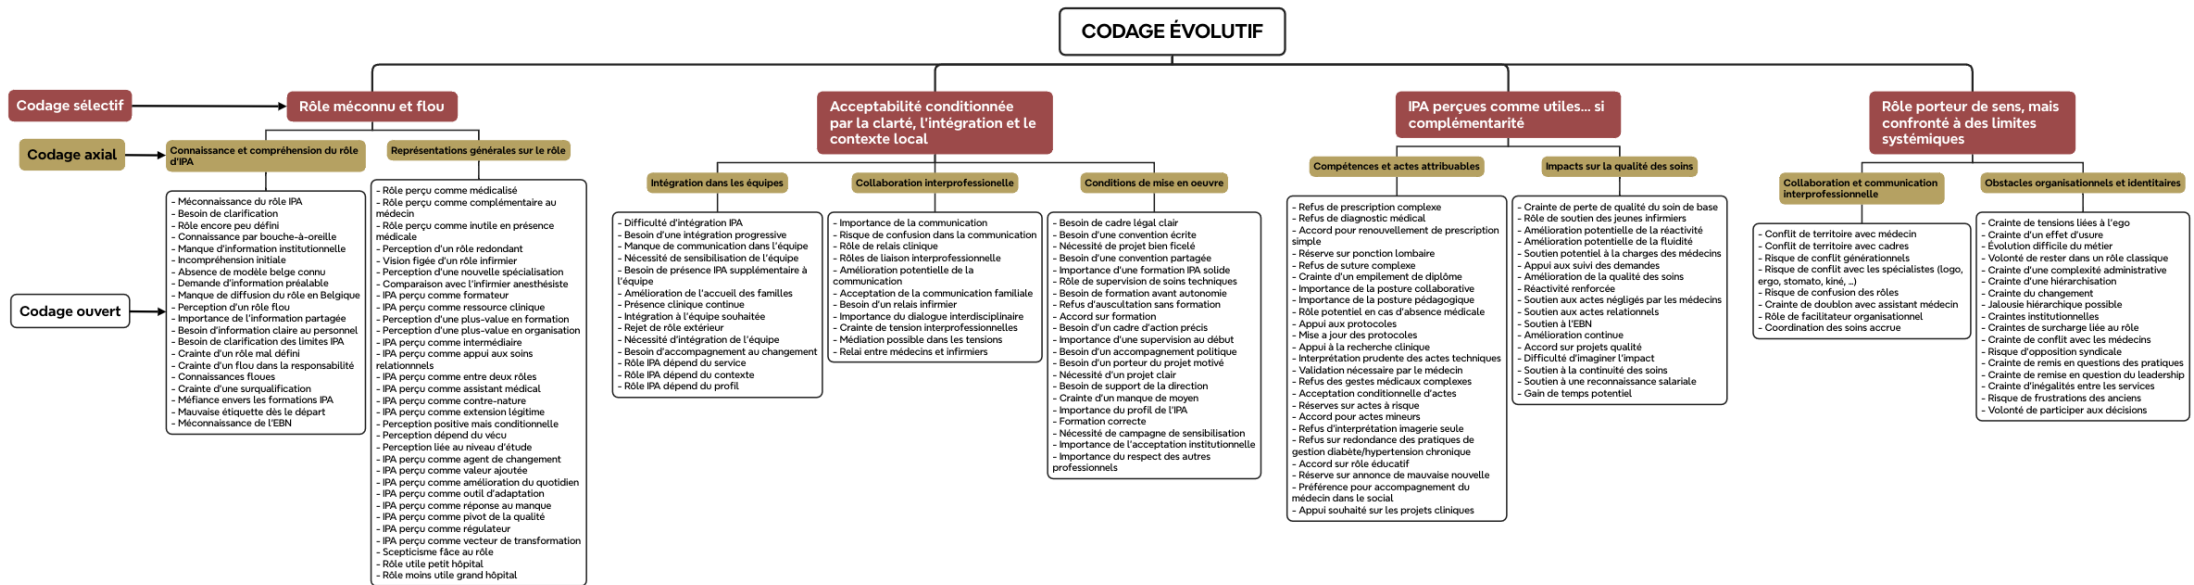 CODAGE ÉVOLUTIF
Codage sélectif
Rôle méconnu et flou
Acceptabilité conditionnée
par la clarté, l'intégration et le
contexte local
IPA perçues comme utiles... si
complémentarité
Rôle porteur de sens, mais
confronté à des limites
systémiques
Codage axial
Connaissance et compréhension du rôle
d'IPA
Représentations générales sur le rôle
Intégration dans les équipes
Collaboration interprofessionelle
Conditions de mise en oeuvre
Compétences et actes attribuables
Impacts sur la qualité des soins
Collaboration et communication
interprofessionnelle
Obstacles organisationnels et identitaires
Codage ouvert
- Méconnaissance du rôle IPA
- Besoin de clarification
- Rôle encore peu défini
- Connaissance par bouche-à-oreille
- Manque d'information institutionnelle
- Incompréhension initiale
- Absence de modèle belge connu
- Demande d'information préalable
- Manque de diffusion du rôle en Belgique
- Perception d'un rôle flou
- Importance de l'information partagée
- Besoin d'information claire au personnel
- Besoin de clarification des limites IPA
- Crainte d'un rôle mal défini
- Crainte d'un flou dans la responsabilité
- Connaissances floues
- Crainte d'une surqualification
- Méfiance envers les formations IPA
- Mauvaise étiquette dès le départ
- Méconnaissance de l'EBN
- Rôle perçu comme médicalisé
- Rôle perçu comme complémentaire au
médecin
- Rôle perçu comme inutile en présence
médicale
- Perception d'un rôle redondant
- Vision figée d'un rôle infirmier
- Perception d'une nouvelle spécialisation
- Comparaison avec l'infirmier anesthésiste
- IPA perçu comme formateur
- IPA perçu comme ressource clinique
- Perception d'une plus-value en formation
- Perception d'une plus-value en organisation
- IPA perçu comme intermédiaire
- IPA perçu comme appui aux soins
relationnnels
- IPA perçu comme entre deux rôles
- IPA perçu comme assistant médical
- IPA perçu comme contre-nature
- IPA perçu comme extension légitime
- Perception positive mais conditionnelle
- Perception dépend du vécu
- Perception liée au niveau d'étude
- IPA perçu comme agent de changement
- IPA perçu comme valeur ajoutée
- IPA perçu comme amélioration du quotidien
- IPA perçu comme outil d'adaptation
- IPA perçu comme réponse au manque
- IPA perçu comme pivot de la qualité
- IPA perçu comme régulateur
- IPA perçu comme vecteur de transformation
- Scepticisme fâce au rôle
- Rôle utile petit hôpital
- Rôle moins utile grand hôpital
- Difficulté d'intégration IPA
- Besoin d'une intégration progressive
- Manque de communication dans l'équipe
- Nécessité de sensibilisation de l'équipe
- Besoin de présence IPA supplémentaire à
l'équipe
- Amélioration de l'accueil des familles
- Présence clinique continue
- Intégration à l'équipe souhaitée
- Rejet de rôle extérieur
- Nécessité d'intégration de l'équipe
- Besoin d'accompagnement au changement
- Rôle IPA dépend du service
- Rôle IPA dépend du contexte
- Rôle IPA dépend du profil
- Importance de la communication
- Risque de confusion dans la communication
- Rôle de relais clinique
- Rôles de liaison interprofessionnelle
- Amélioration potentielle de la
communication
- Acceptation de la communication familiale
- Besoin d'un relais infirmier
- Importance du dialogue interdisciplinaire
- Crainte de tension interprofessionnelles
- Médiation possible dans les tensions
- Relai entre médecins et infirmiers
- Besoin de cadre légal clair
- Besoin d'une convention écrite
- Nécessité de projet bien ficelé
- Besoin d'une convention partagée
- Importance d'une formation IPA solide
- Rôle de supervision de soins techniques
- Besoin de formation avant autonomie
- Refus d'auscultation sans formation
- Accord sur formation
- Besoin d'un cadre d'action précis
- Importance d'une supervision au début
- Besoin d'un accompagnement politique
- Besoin d'un porteur du projet motivé
- Nécessité d'un projet clair
- Besoin de support de la direction
- Crainte d'un manque de moyen
- Importance du profil de l'IPA
- Formation correcte
- Nécessité de campagne de sensibilisation
- Importance de l'acceptation institutionnelle
- Importance du respect des autres
professionnels
- Refus de prescription complexe
- Refus de diagnostic médical
- Accord pour renouvellement de prescription
simple
- Réserve sur ponction lombaire
- Refus de suture complexe
- Crainte d'un empilement de diplôme
- Importance de la posture collaborative
- Importance de la posture pédagogique
- Rôle potentiel en cas d'absence médicale
- Appui aux protocoles
- Mise a jour des protocoles
- Appui à la recherche clinique
- Interprétation prudente des actes techniques
- Validation nécessaire par le médecin
- Refus des gestes médicaux complexes
- Acceptation conditionnelle d'actes
- Réserves sur actes à risque
- Accord pour actes mineurs
- Refus d'interprétation imagerie seule
- Refus sur redondance des pratiques de
gestion diabète/hypertension chronique
- Accord sur rôle éducatif
- Réserve sur annonce de mauvaise nouvelle
- Préférence pour accompagnement du
médecin dans le social
- Appui souhaité sur les projets cliniques
- Crainte de perte de qualité du soin de base
- Rôle de soutien des jeunes infirmiers
- Amélioration potentielle de la réactivité
- Amélioration potentielle de la fluidité
- Soutien potentiel à la charges des médecins
- Appui aux suivi des demandes
- Amélioration de la qualité des soins
- Réactivité renforcée
- Soutien aux actes négligés par les médecins
- Soutien aux actes relationnels
- Soutien à l'EBN
- Amélioration continue
- Accord sur projets qualité
- Difficulté d'imaginer l'impact
- Soutien à la continuité des soins
- Soutien à une reconnaissance salariale
- Gain de temps potentiel
- Conflit de territoire avec médecin
- Conflit de territoire avec cadres
- Risque de conflit générationnels
- Risque de conflit avec les spécialistes (logo,
ergo, stomato, kiné, ...)
- Risque de confusion des rôles
- Crainte de doublon avec assistant médecin
- Rôle de facilitateur organisationnel
- Coordination des soins accrue
- Crainte de tensions liées à l'ego
- Crainte d'un effet d'usure
- Évolution difficile du métier
- Volonté de rester dans un rôle classique
- Crainte d'une complexité administrative
- Crainte d'une hiérarchisation
- Crainte du changement
- Jalousie hiérarchique possible
- Craintes institutionnelles
- Craintes de surcharge liée au rôle
- Crainte de conflit avec les médecins
- Risque d'opposition syndicale
- Crainte de remis en questions des pratiques
- Crainte de remise en question du leadership
- Crainte d'inégalités entre les services
- Risque de frustrations des anciens
- Volonté de participer aux décisions